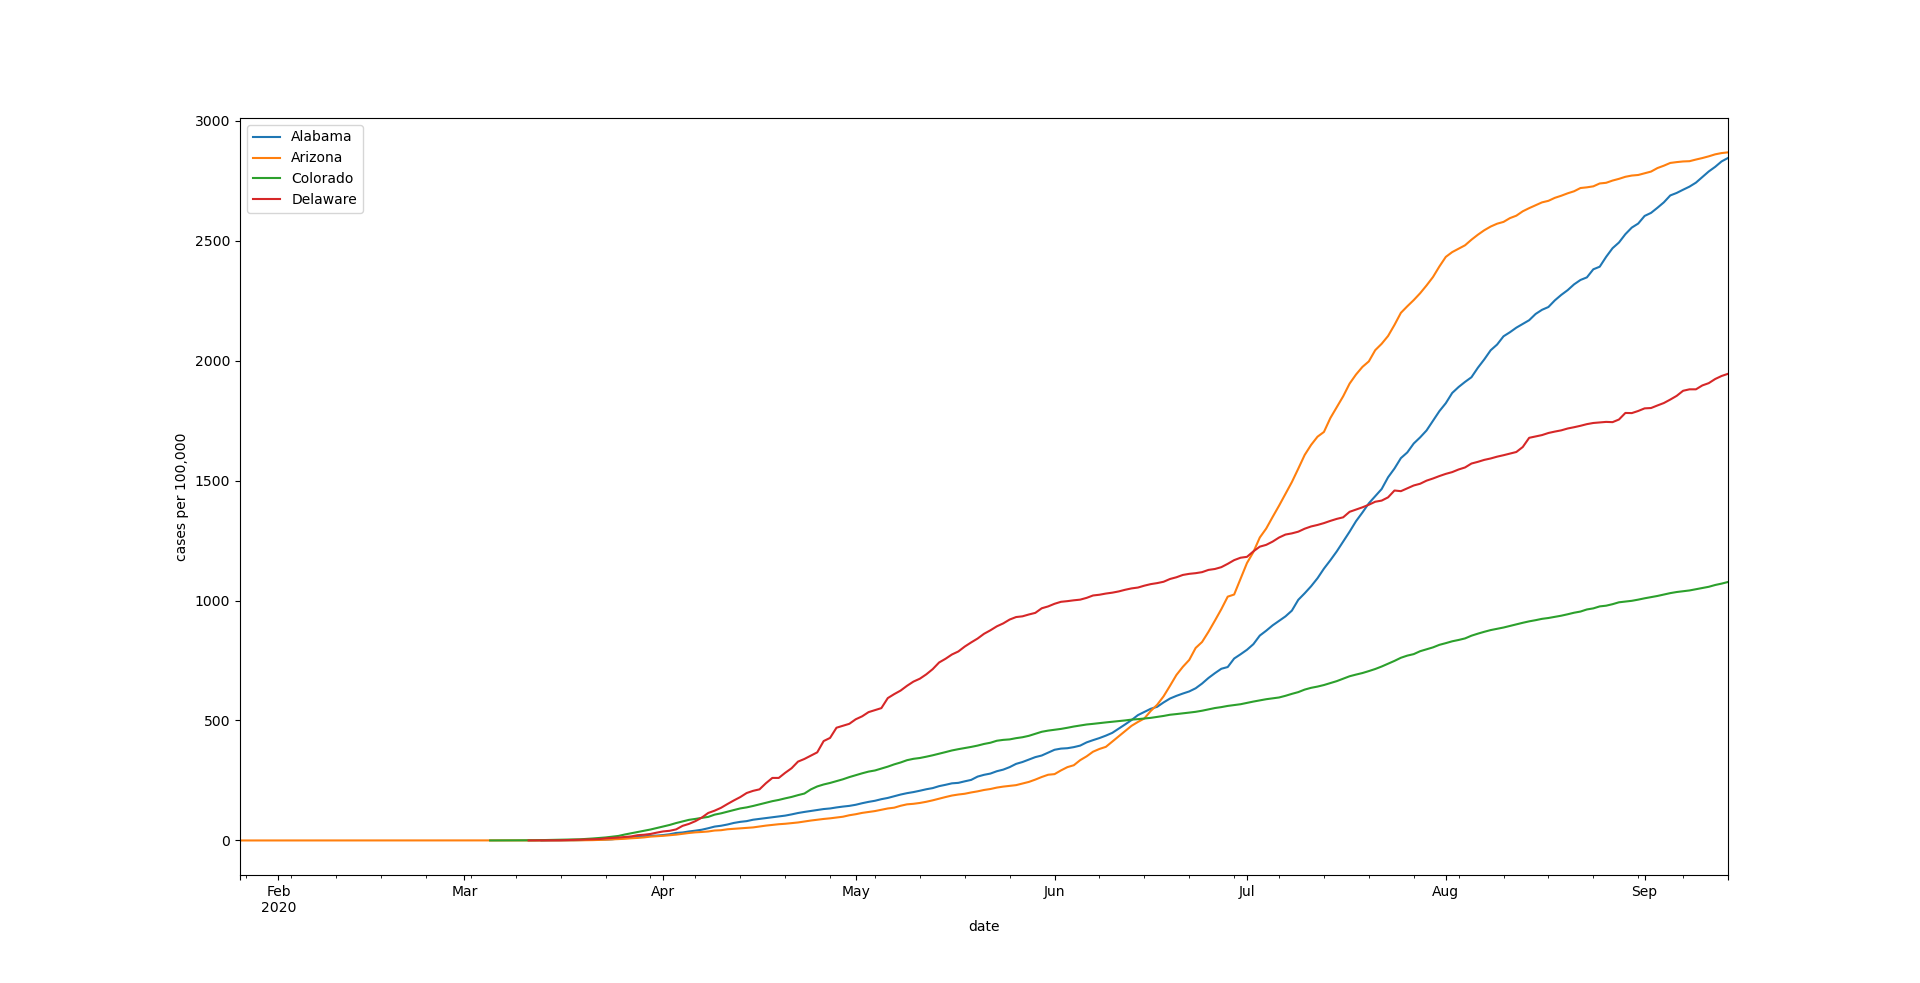 3000
2500
2000
1500
1000
500
0
cases per 100,000
Alabama
Arizona
Colorado
Delaware
Feb Mar Apr May Jun Jul Aug Sep
2020
date